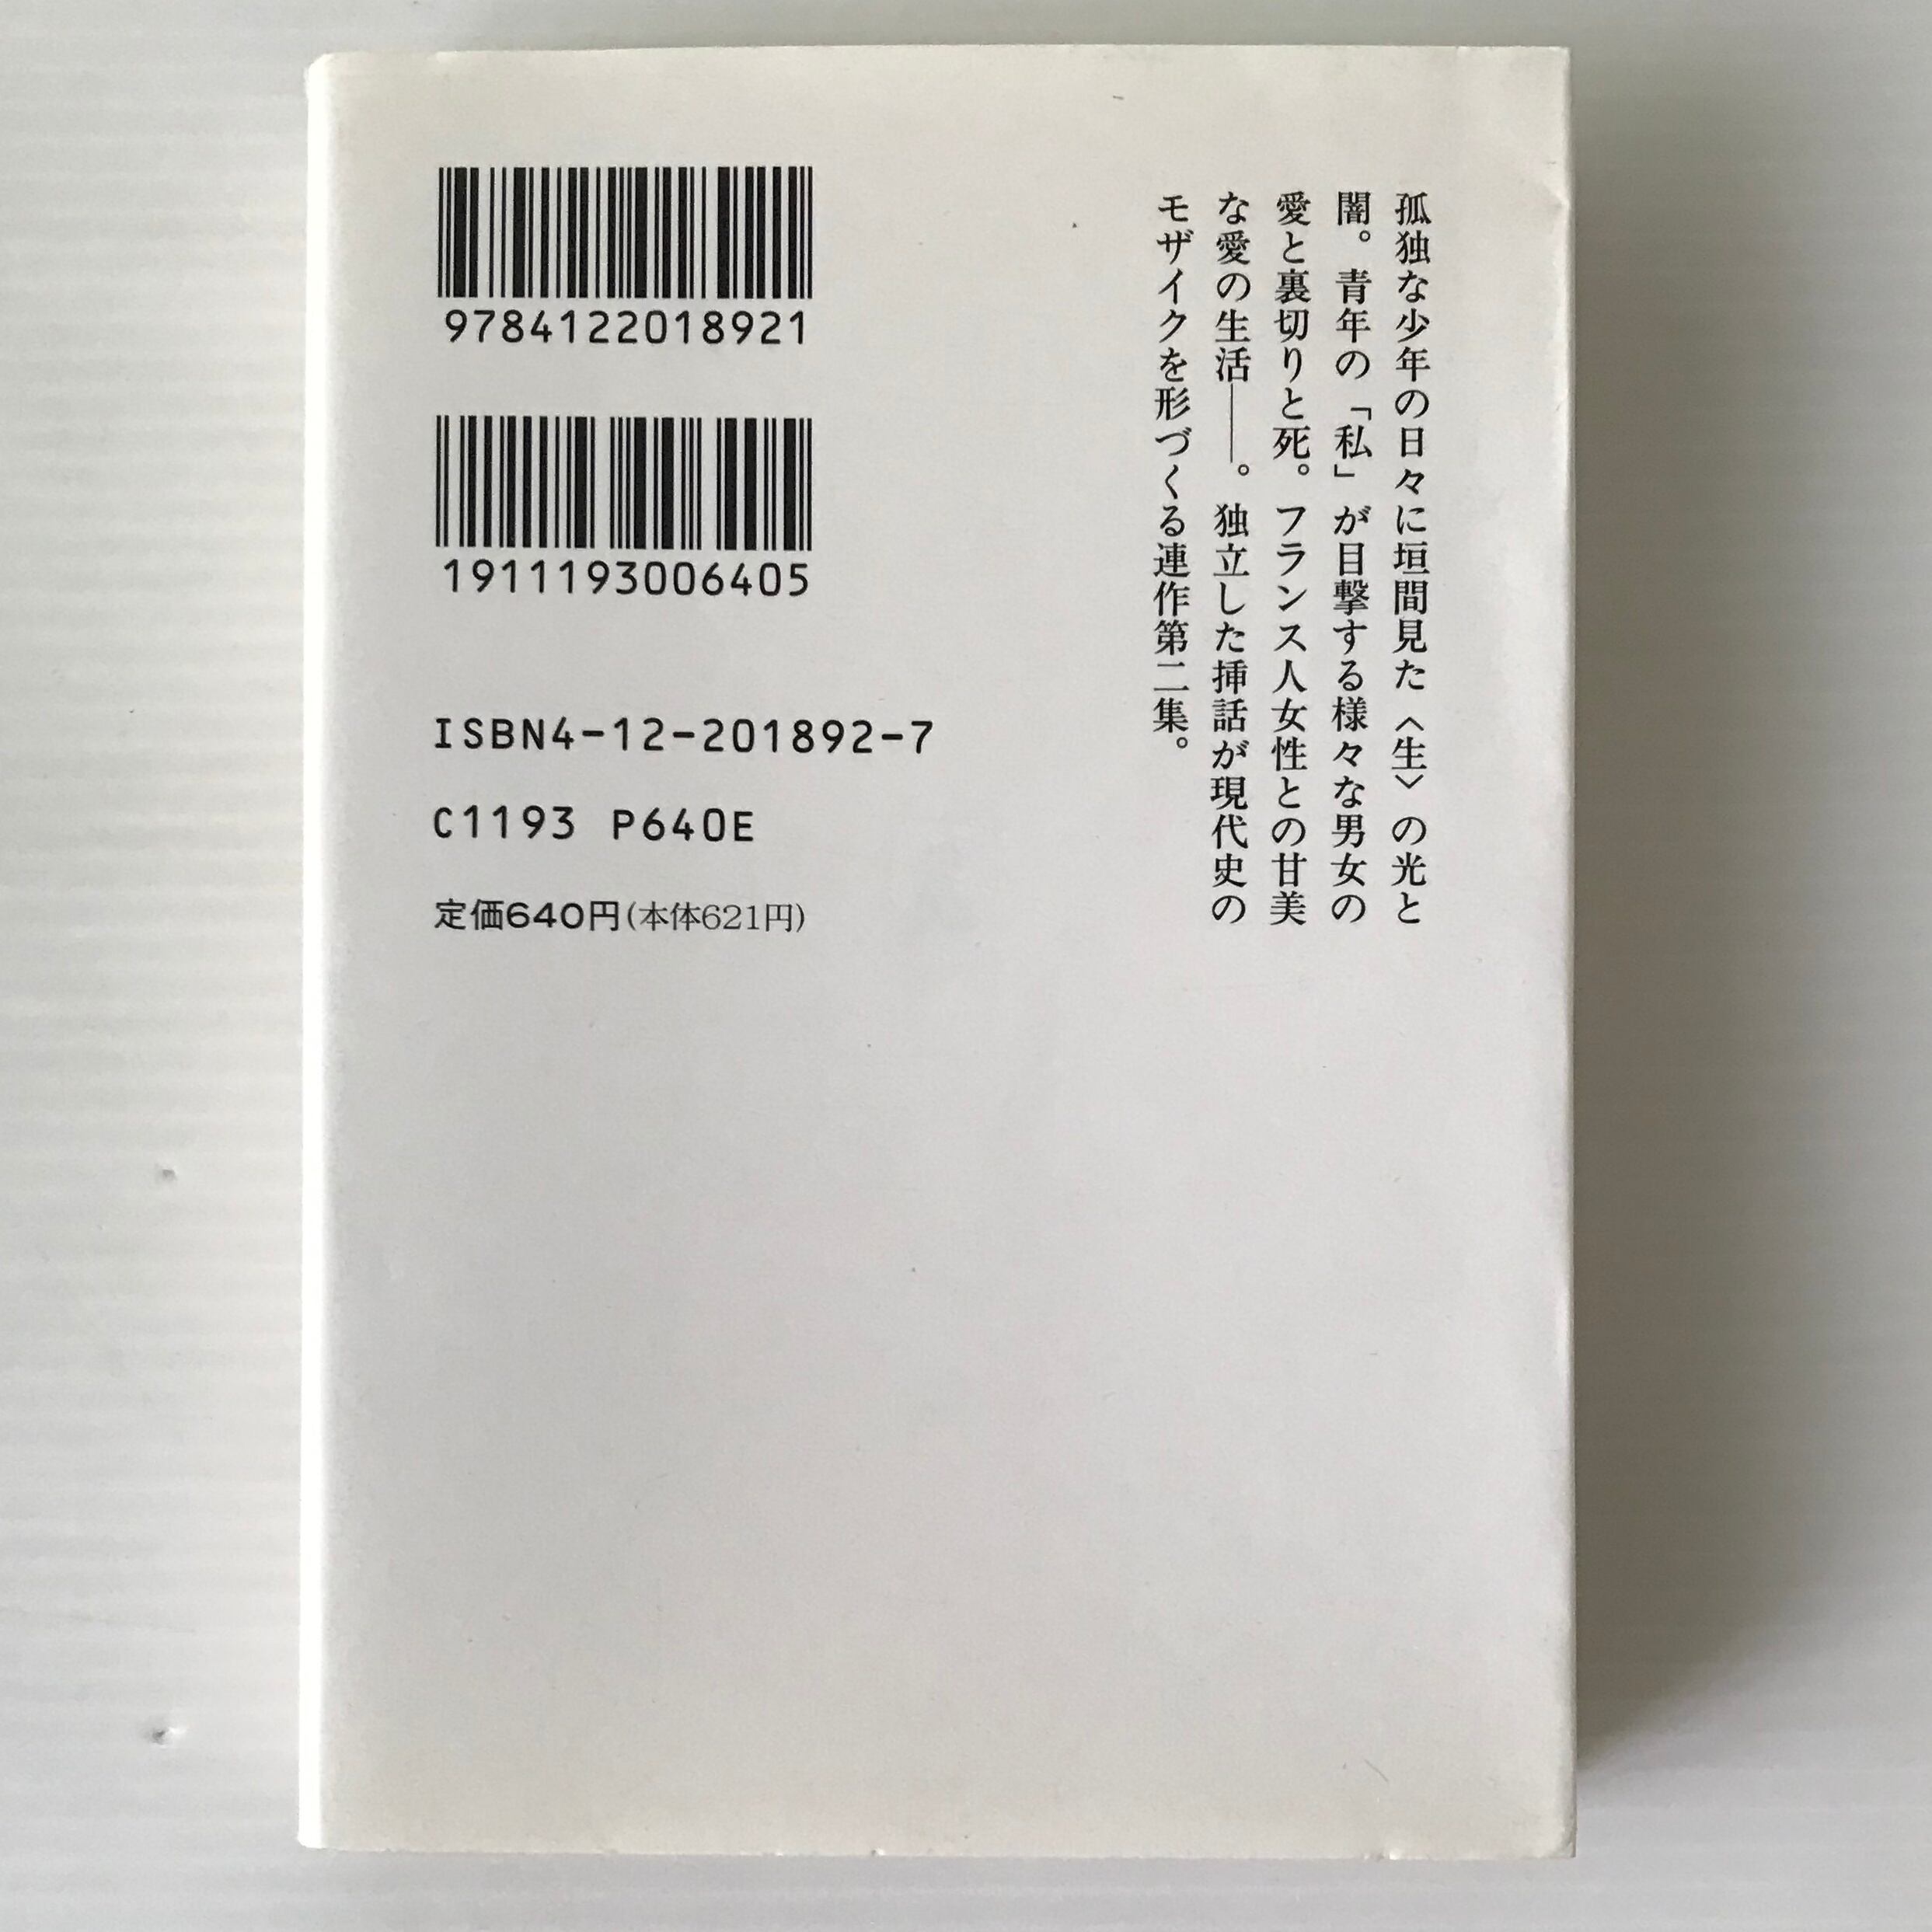 孤独な少年の日々に垣間見た〈生〉の光と
闇。青年の「私」が目撃する様々な男女の
愛と裏切りと死。フランス人女性との甘美
な愛の生活――。独立した挿話が現代史の
モザイクを形づくる連作第二集。
9784122018921
1911193006405
ISBN4-12-201892-7
C1193 P640E
定価640円(本体621円)